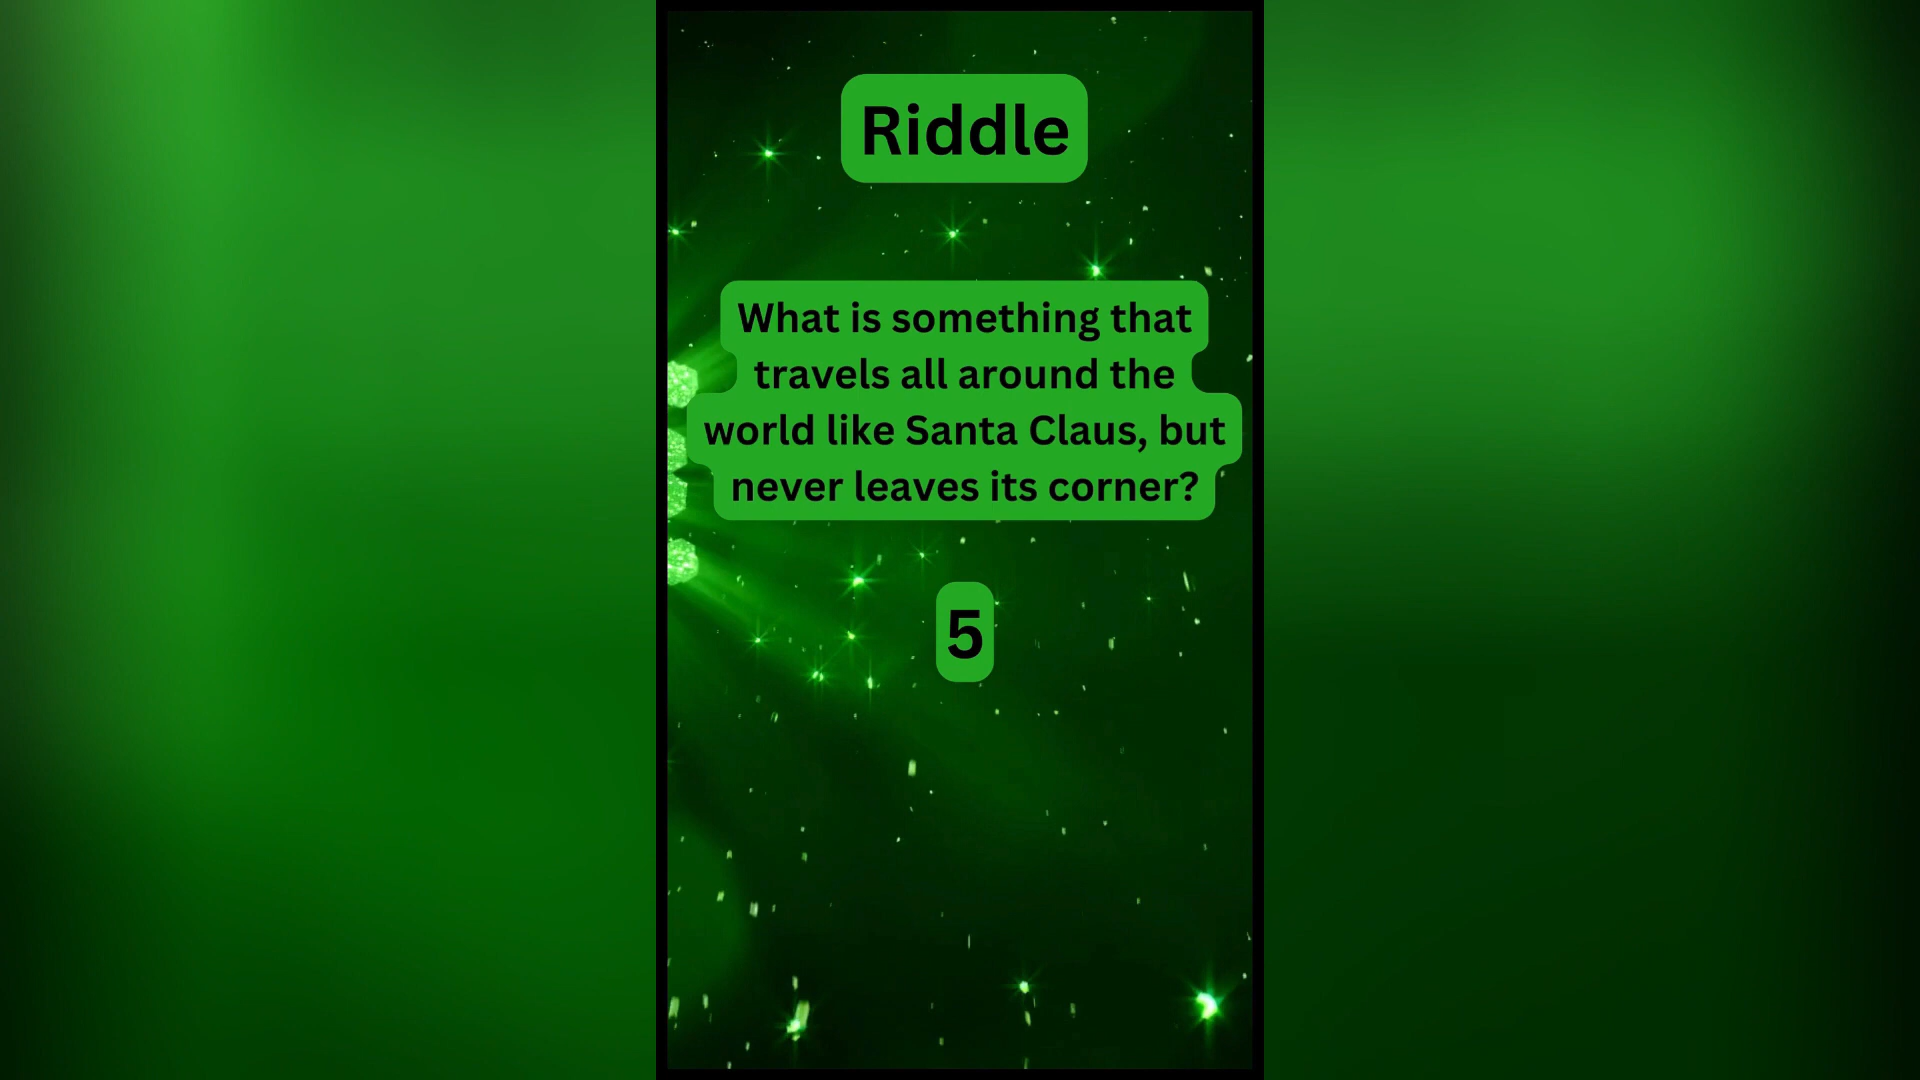 Riddle
What is something that
travels all around the
world like Santa Claus, but
never leaves its corner?
5